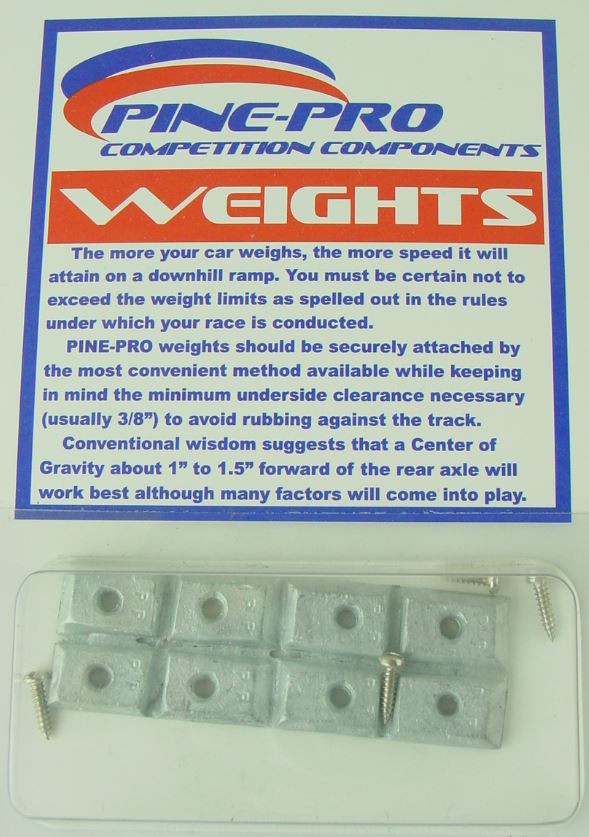 PINE-PRO
COMPETITION COMPONENTS
WEIGHTS
The more your car weighs, the more speed it will
attain on a downhill ramp. You must be certain not to
exceed the weight limits as spelled out in the rules
under which your race is conducted.
PINE-PRO weights should be securely attached by
the most convenient method available while keeping
in mind the minimum underside clearance necessary
(usually 3/8”) to avoid rubbing against the track.
Conventional wisdom suggests that a Center of
Gravity about 1” to 1.5” forward of the rear axle will
work best although many factors will come into play.